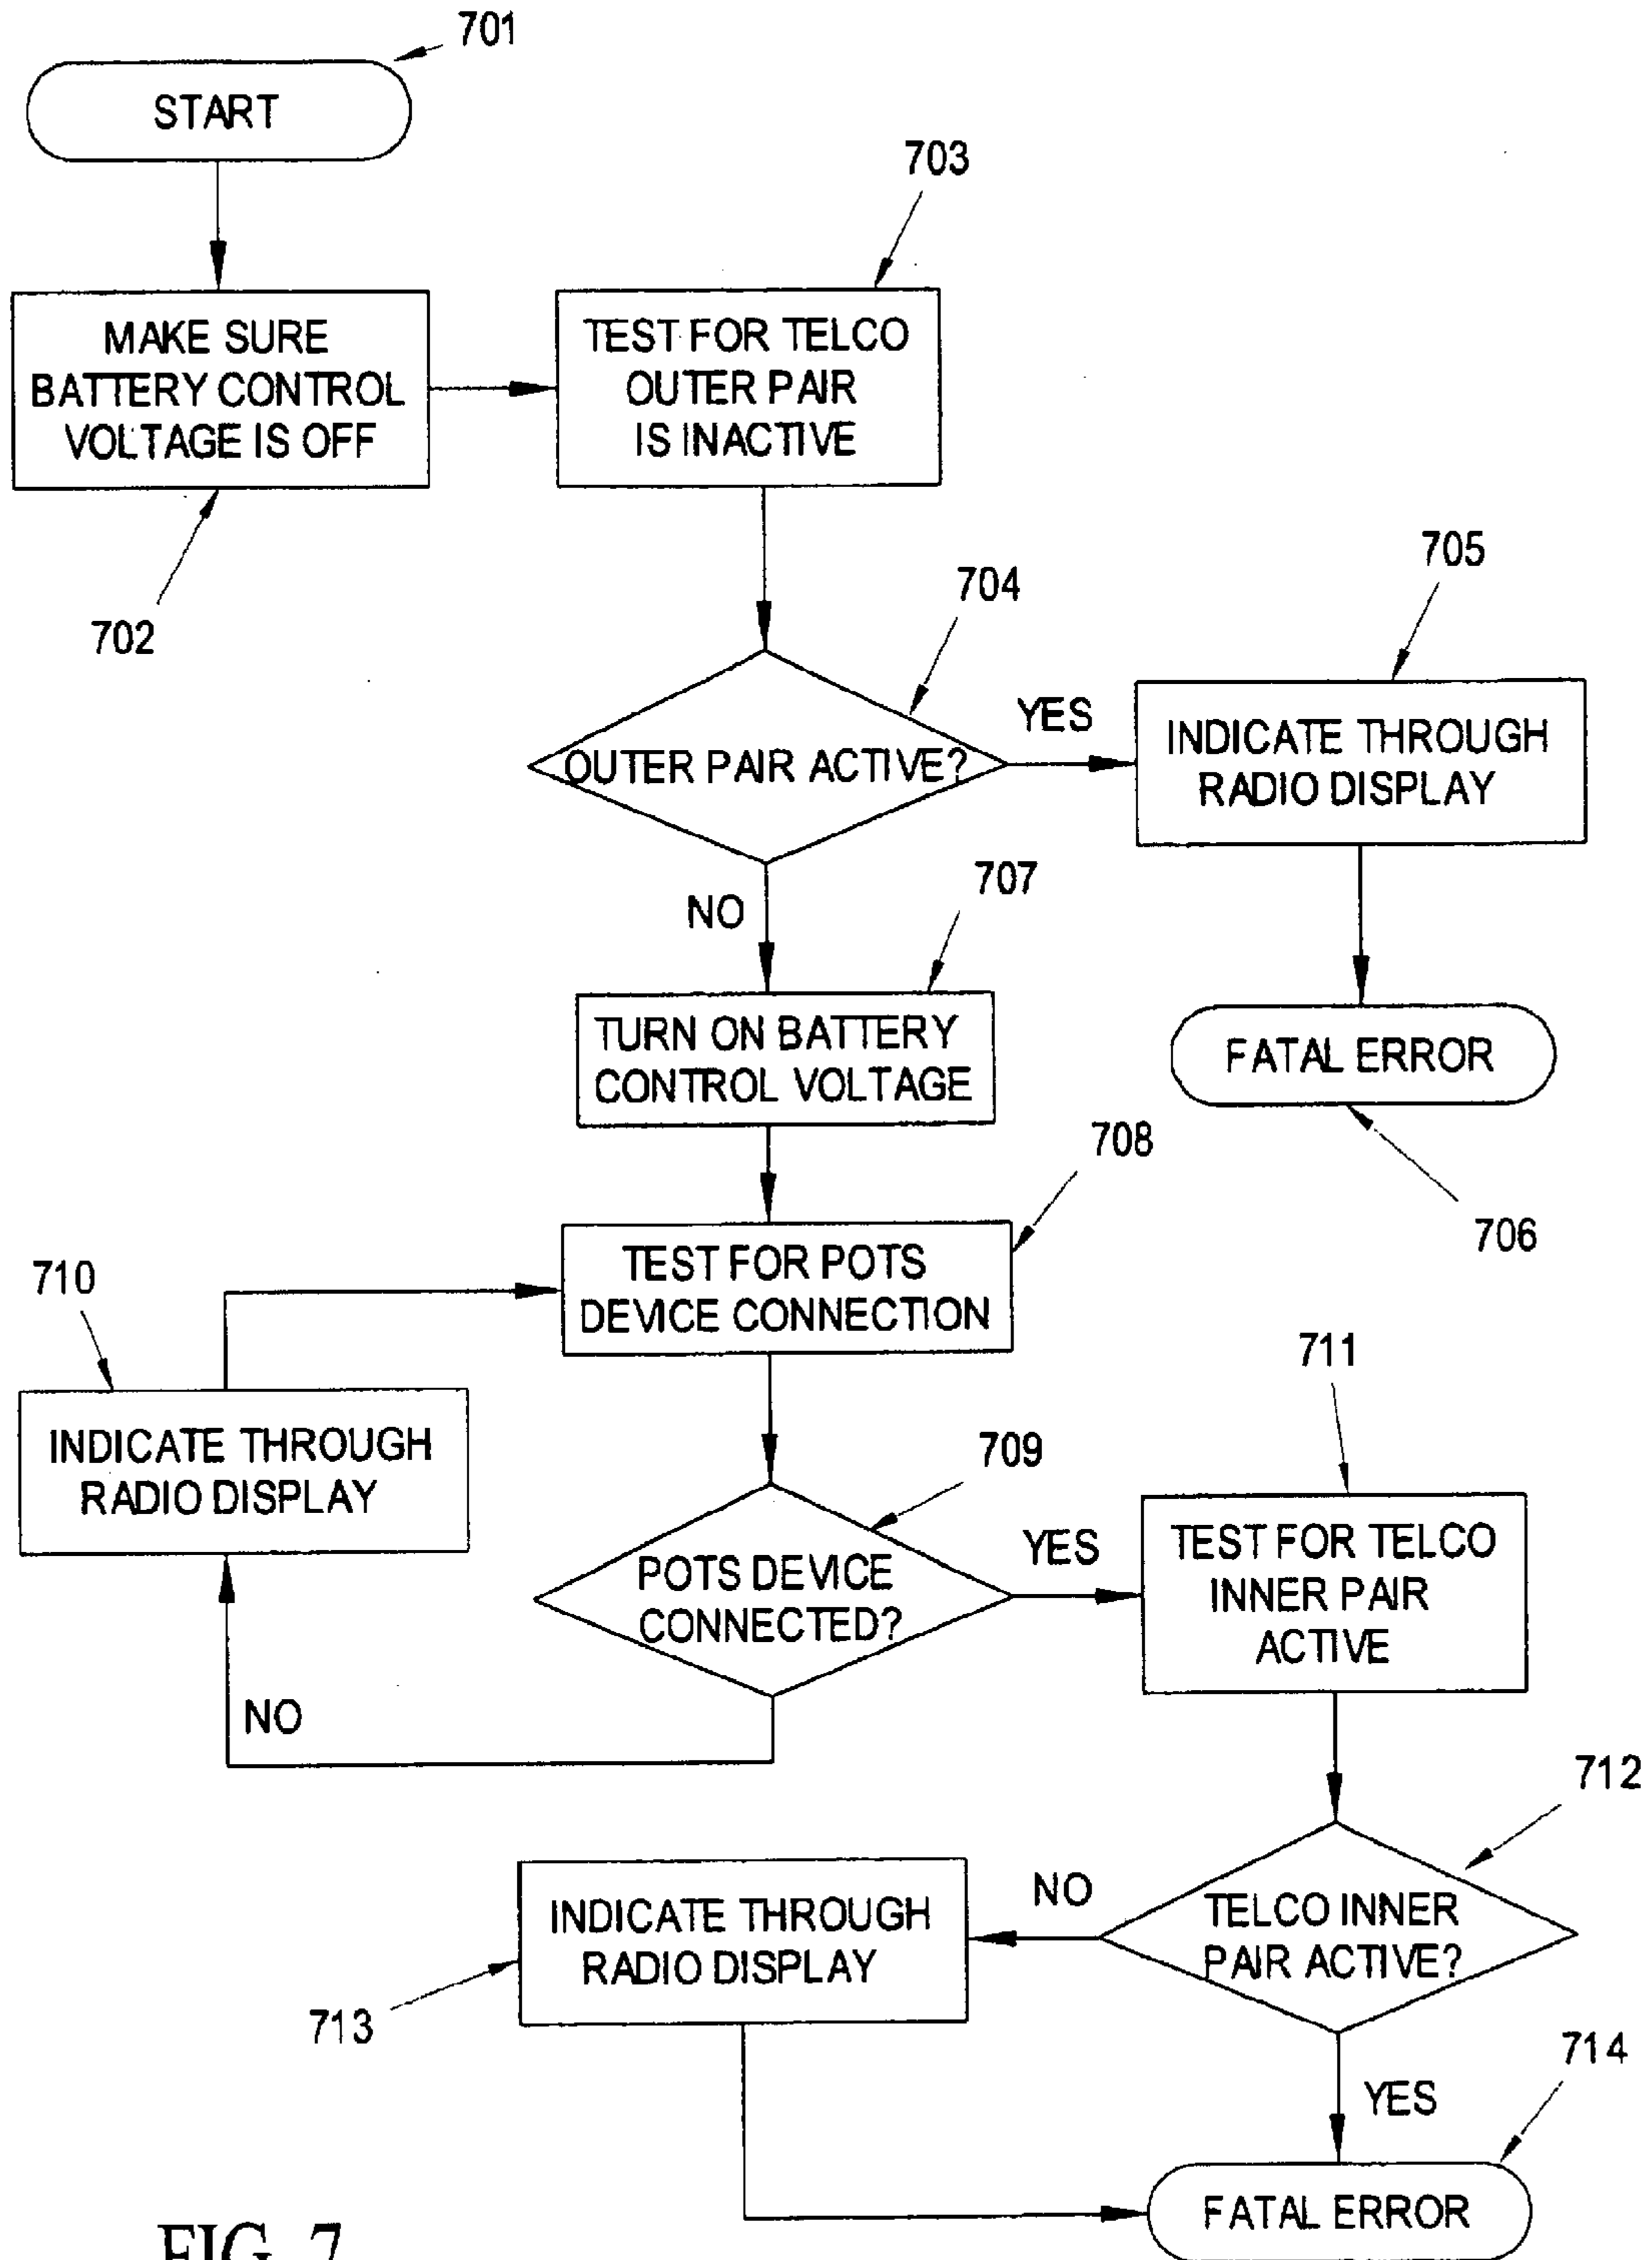 701
START
703
MAKE SURE
BATTERY CONTROL
VOLTAGE IS OFF
TEST FOR TELCO
OUTER PAIR
IS INACTIVE
702
704
705
YES
OUTER PAIR ACTIVE?
INDICATE THROUGH
RADIO DISPLAY
NO
707
TURN ON BATTERY
CONTROL VOLTAGE
FATAL ERROR
706
708
TEST FOR POTS
DEVICE CONNECTION
710
INDICATE THROUGH
RADIO DISPLAY
709
711
POTS DEVICE
CONNECTED?
YES
TEST FOR TELCO
INNER PAIR
ACTIVE
NO
712
INDICATE THROUGH
RADIO DISPLAY
NO
TELCO INNER
PAIR ACTIVE?
713
YES
714
FATAL ERROR
FIG. 7